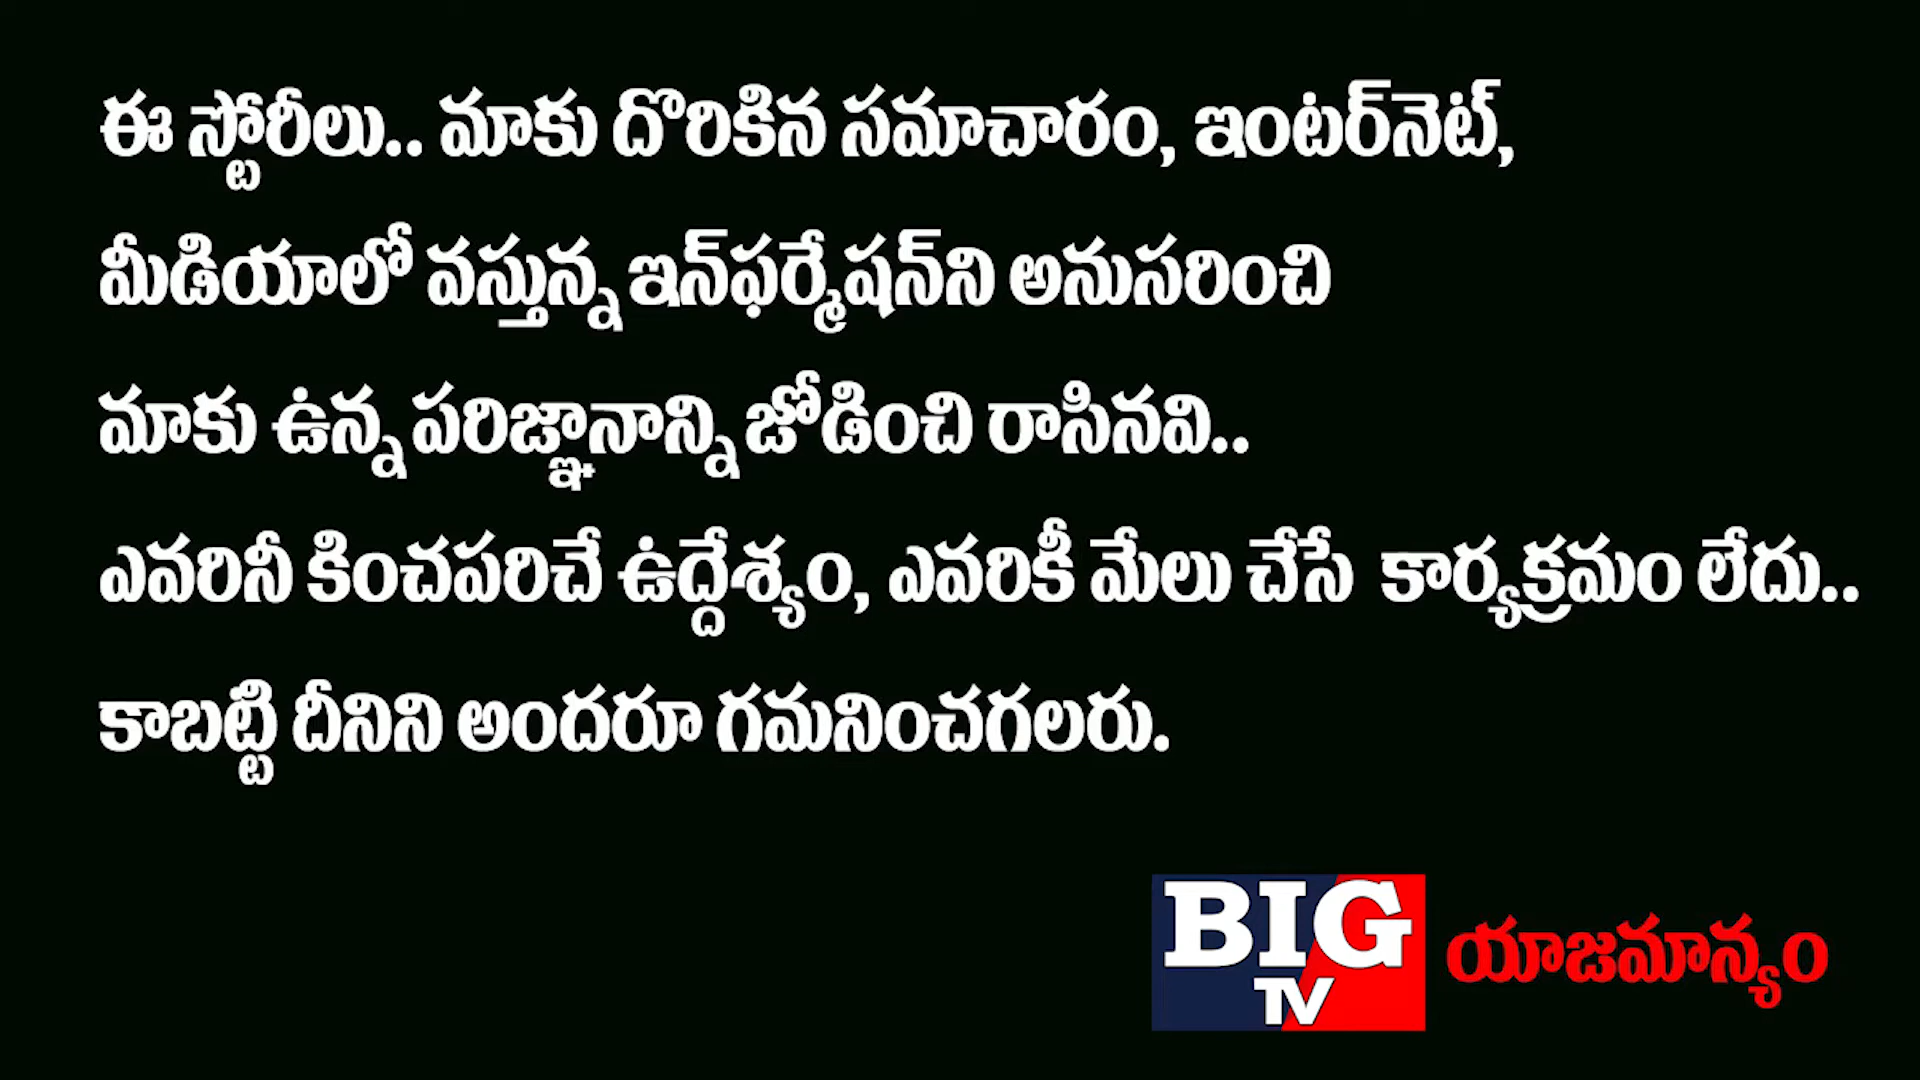 ఈ స్టోరీలు.. మాకు దొరికిన సమాచారం, ఇంటర్‌నెట్,
మీడియాలో వస్తున్న ఇన్‌ఫర్మేషన్‌ని అనుసరించి
మాకు ఉన్న పరిజ్ఞానాన్ని జోడించి రాసినవి..
ఎవరినీ కించపరిచే ఉద్దేశ్యం, ఎవరికీ మేలు చేసే కార్యక్రమం లేదు..
కాబట్టి దీనిని అందరూ గమనించగలరు.
BIG TV యాజమాన్యం